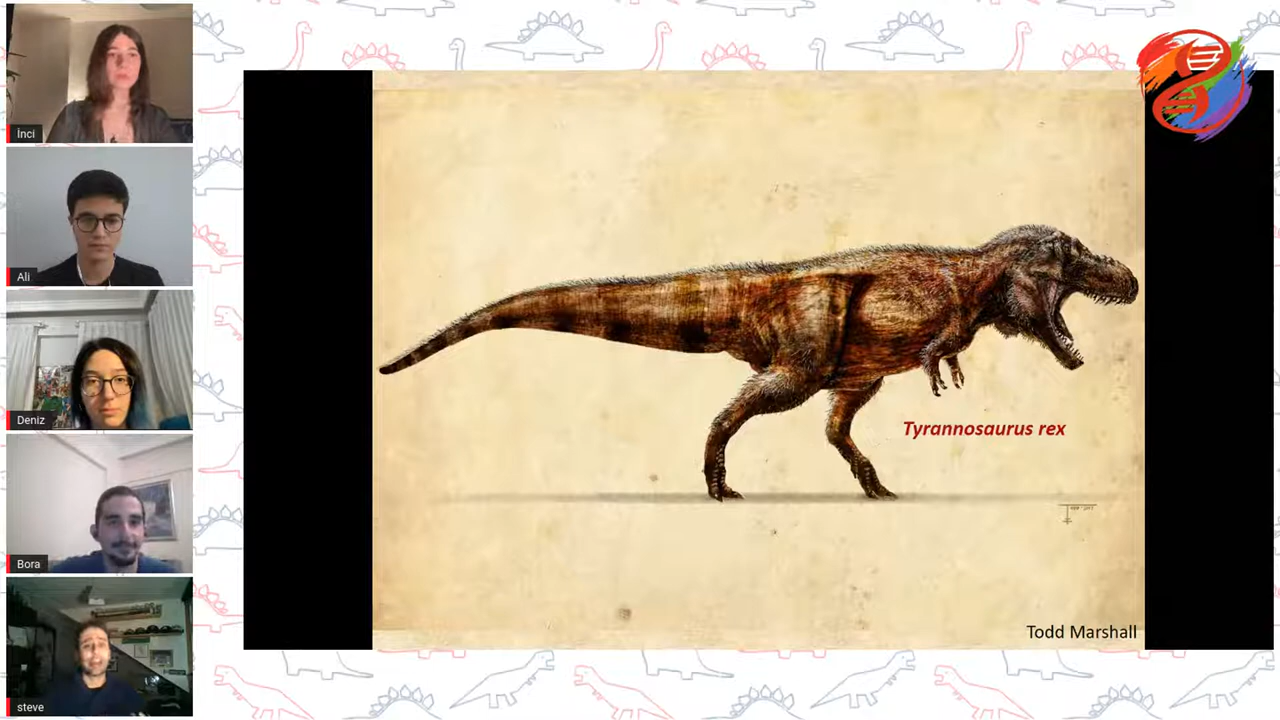 İnci
Ali
Deniz
Bora
steve
Tyrannosaurus rex
Todd Marshall